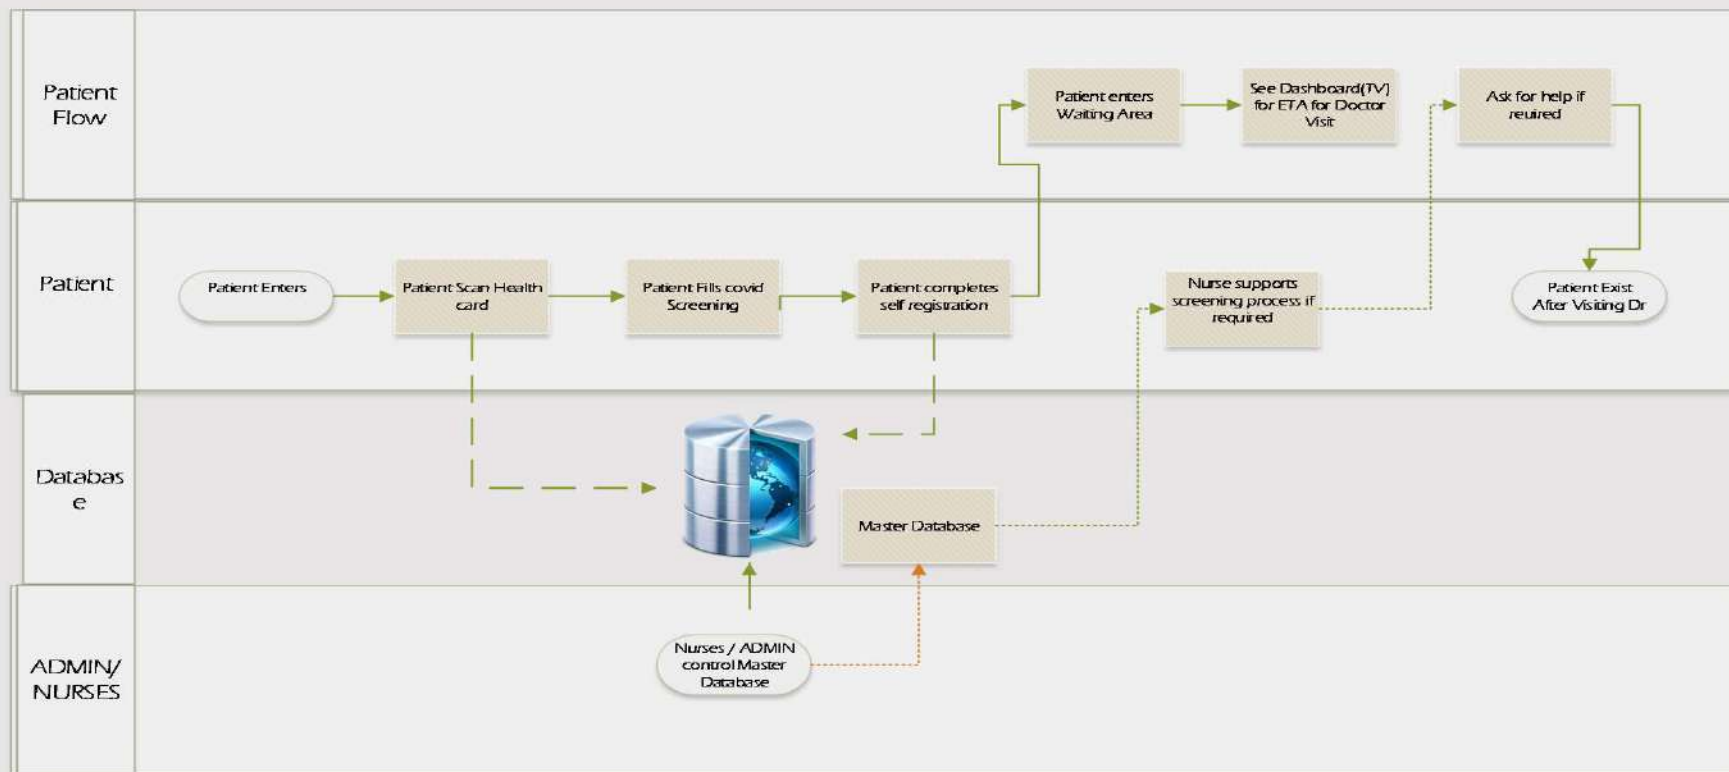 Patient
Flow
Patient enters
Waiting Area
See Dashboard(TV)
for ETA for Doctor
Visit
Ask for help if
reuired
Patient
Patient Enters
Patient Scan Health
card
Patient Fills covid
Screening
Patient completes
self registration
Nurse supports
screening process if
required
Patient Exist
After Visiting Dr
Databas
e
Master Database
ADMIN/
NURSES
Nurses / ADMIN
control Master
Database